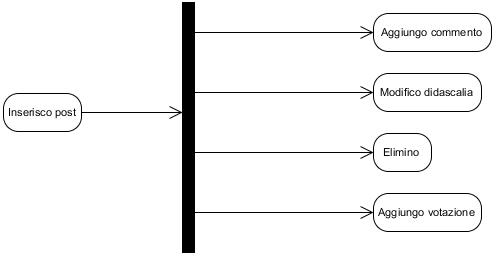 Inserisco post
Aggiungo commento
Modifico didascalia
Elimino
Aggiungo votazione